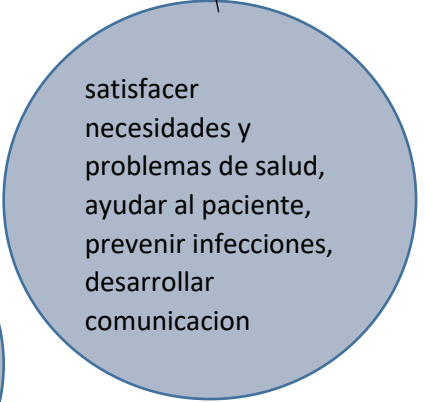 satisfacer
necesidades y
problemas de salud,
ayudar al paciente,
prevenir infecciones,
desarrollar
comunicacion